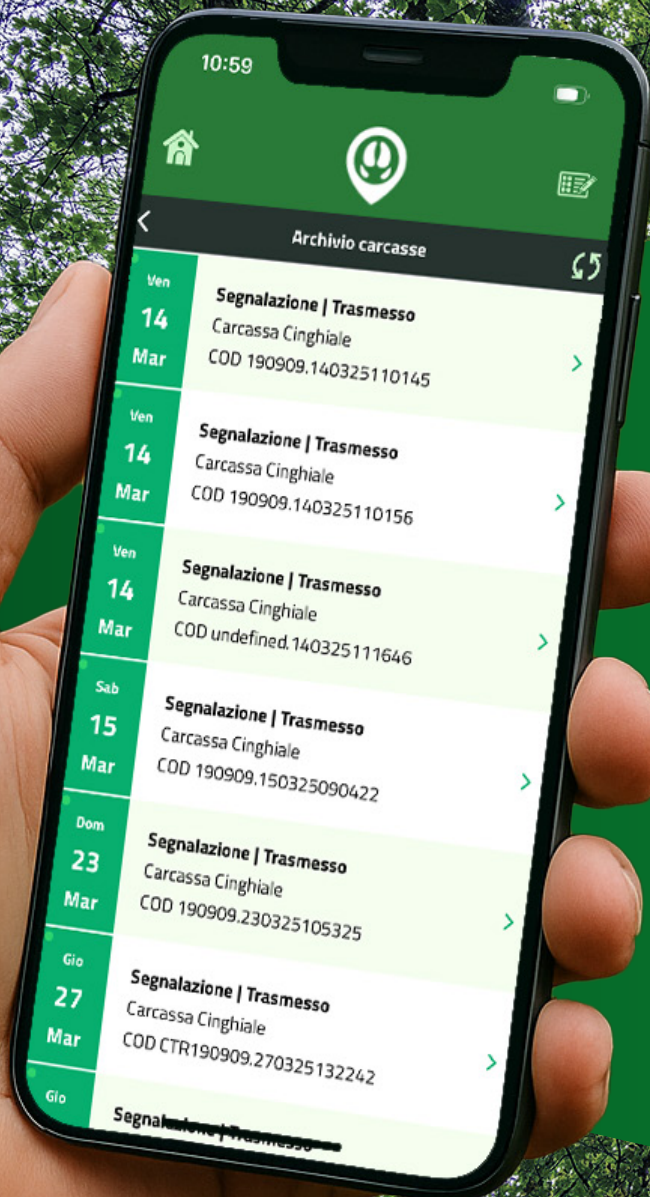 10:59
Archivio carcasse
Ven
14
Mar
Segnalazione | Trasmesso
Carcassa Cinghiale
COD 190909.140325110145
Ven
14
Mar
Segnalazione | Trasmesso
Carcassa Cinghiale
COD 190909.140325110156
Ven
14
Mar
Segnalazione | Trasmesso
Carcassa Cinghiale
COD undefined.140325111646
Sab
15
Mar
Segnalazione | Trasmesso
Carcassa Cinghiale
COD 190909.150325090422
Dom
23
Mar
Segnalazione | Trasmesso
Carcassa Cinghiale
COD 190909.230325105325
Gio
27
Mar
Segnalazione | Trasmesso
Carcassa Cinghiale
COD CTR190909.270325132242
Gio
Segnalazione | Trasmesso